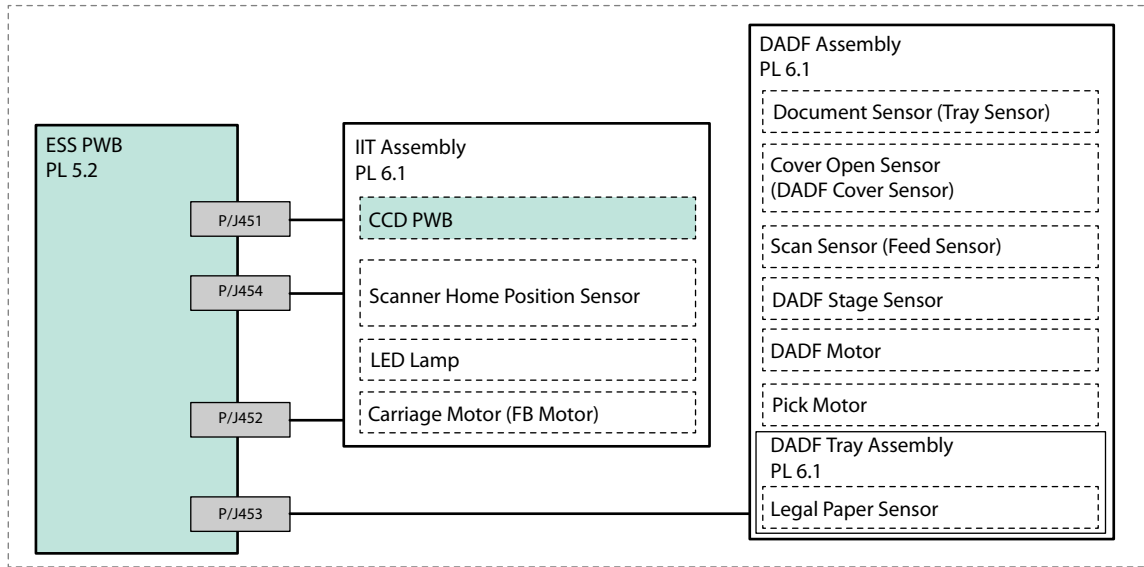 ESS PWB
PL 5.2
P/J451
P/J454
P/J452
P/J453
IIT Assembly
PL 6.1
CCD PWB
Scanner Home Position Sensor
LED Lamp
Carriage Motor (FB Motor)
DADF Assembly
PL 6.1
Document Sensor (Tray Sensor)
Cover Open Sensor
(DADF Cover Sensor)
Scan Sensor (Feed Sensor)
DADF Stage Sensor
DADF Motor
Pick Motor
DADF Tray Assembly
PL 6.1
Legal Paper Sensor